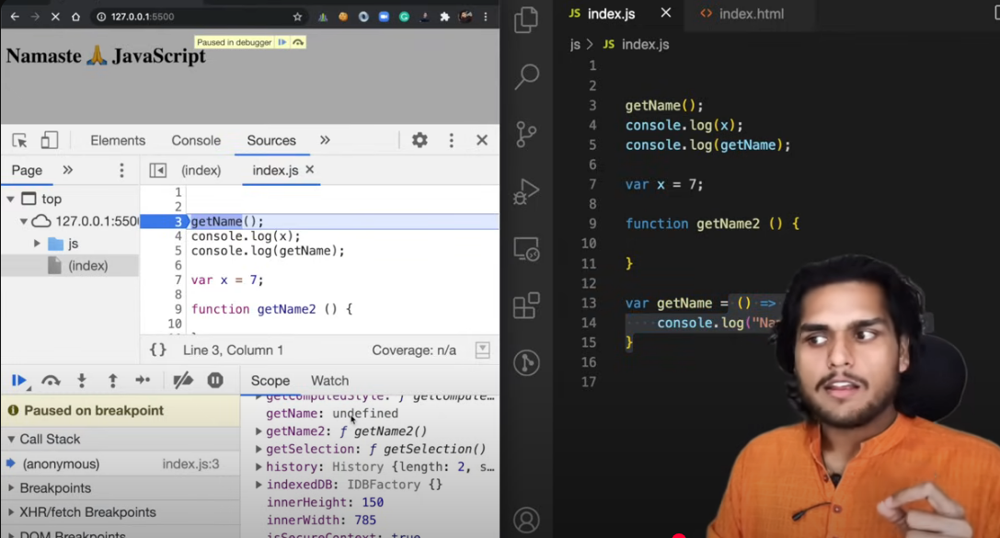 127.0.0.1:5500
Paused in debugger
Namaste 🙏 JavaScript
Elements Console Sources
Page
(index) index.js
top
127.0.0.1:5500
js
(index)
1
2
3 getName();
4 console.log(x);
5 console.log(getName);
6
7 var x = 7;
8
9 function getName2 () {
10
{} Line 3, Column 1 Coverage: n/a
Scope Watch
Paused on breakpoint
Call Stack
(anonymous) index.js:3
Breakpoints
XHR/fetch Breakpoints
DOM Breakpoints
getComputedStyle: ƒ getCompute…
getName: undefined
getName2: ƒ getName2()
getSelection: ƒ getSelection()
history: History {length: 2, s…
indexedDB: IDBFactory {}
innerHeight: 150
innerWidth: 785
isSecureContext: true
JS index.js index.html
js > JS index.js
1
2
3 getName();
4 console.log(x);
5 console.log(getName);
6
7 var x = 7;
8
9 function getName2 () {
10
11 }
12
13 var getName = () =>
14 console.log("Na
15 }
16
17